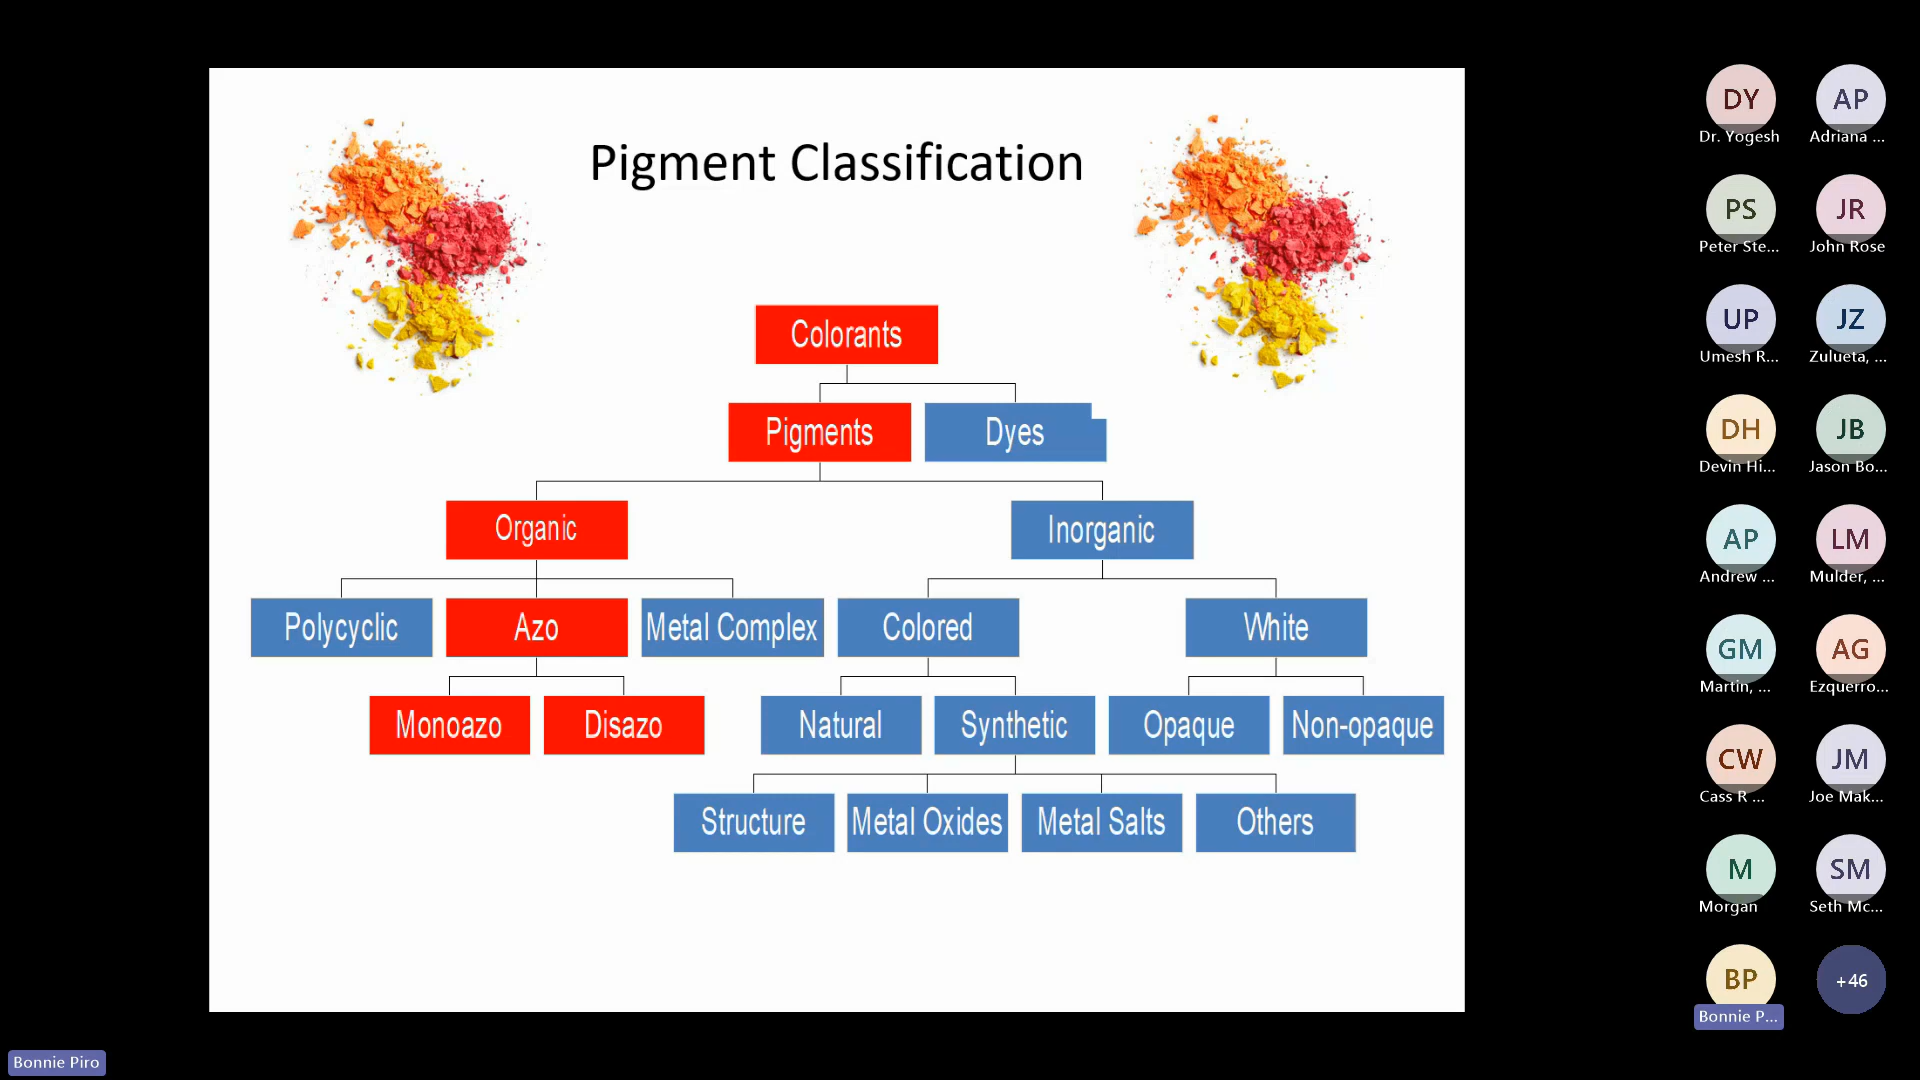 Pigment Classification
Colorants
Pigments Dyes
Organic Inorganic
Polycyclic Azo Metal Complex Colored White
Monoazo Disazo Natural Synthetic Opaque Non-opaque
Structure Metal Oxides Metal Salts Others
DY AP
Dr. Yogesh Adriana ...
PS JR
Peter Ste... John Rose
UP JZ
Umesh R... Zulueta, ...
DH JB
Devin Hi... Jason Bo...
AP LM
Andrew ... Mulder, ...
GM AG
Martin, ... Ezquerro...
CW JM
Cass R ... Joe Mak...
M SM
Morgan Seth Mc...
BP +46
Bonnie P...
Bonnie Piro